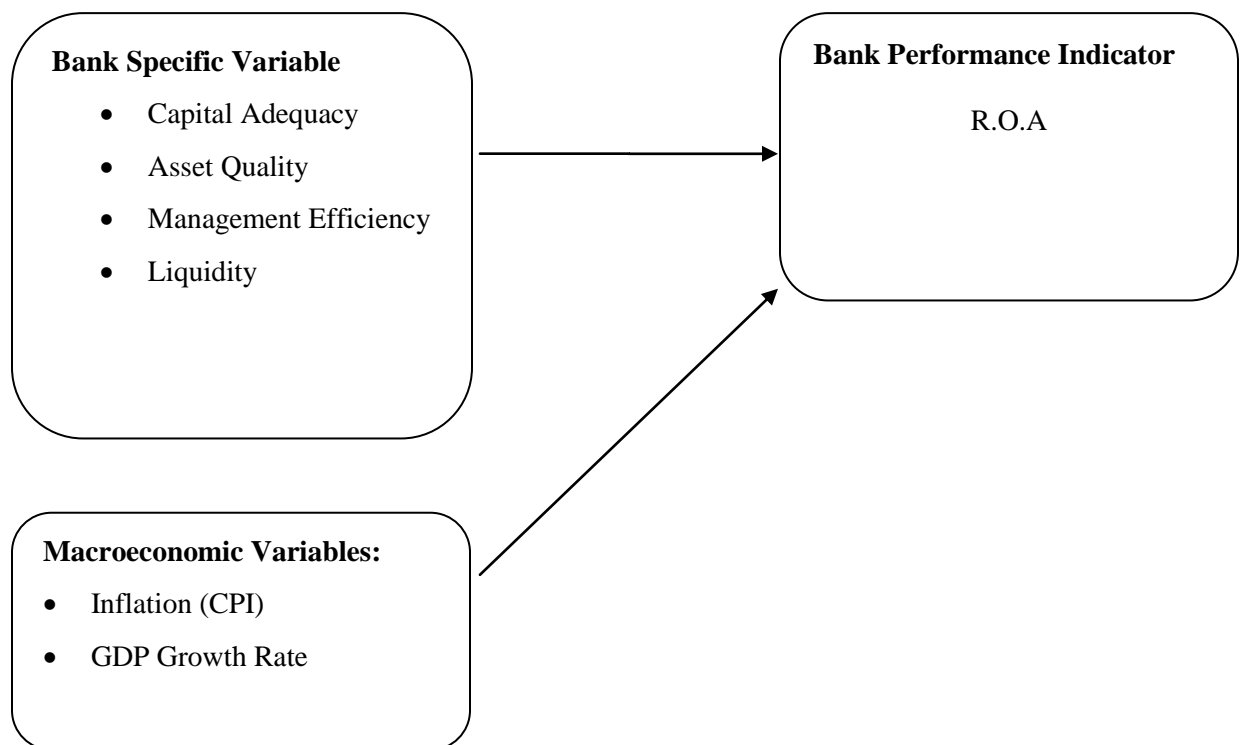 Bank Specific Variable
• Capital Adequacy
• Asset Quality
• Management Efficiency
• Liquidity
Bank Performance Indicator
R.O.A
Macroeconomic Variables:
• Inflation (CPI)
• GDP Growth Rate